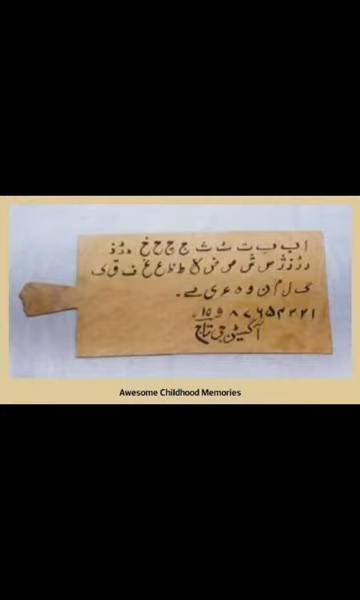 ا ب پ ت ٹ ث ج چ ح خ د ڈ ذ
ر ڑ ز ژ س ش ص ض ط ظ ع غ ف ق ک
گ ل م ن و ہ ء ی ے ۔
۱ ۲ ۳ ۴ ۵ ۶ ۷ ۸ ۹ ۱۰ ۔
Awesome Childhood Memories